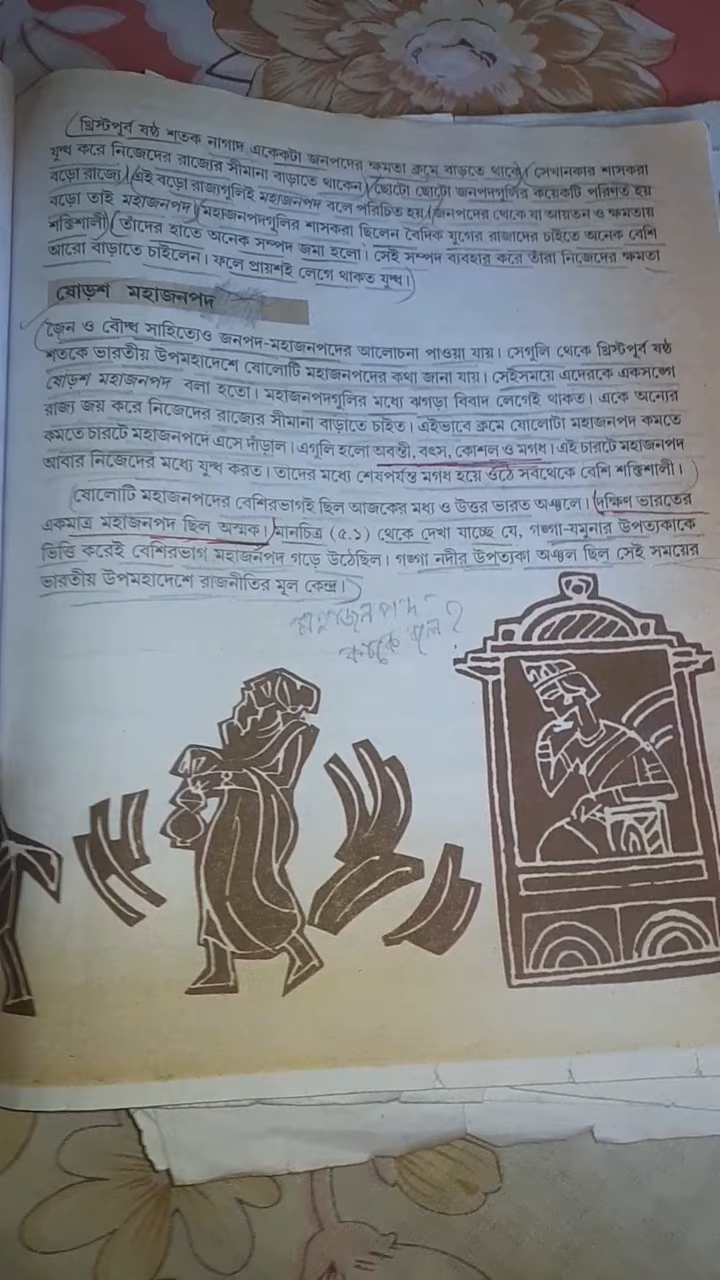 খ্রিস্টপূর্ব ষষ্ঠ শতক নাগাদ একেকটা জনপদের ক্ষমতা ক্রমে বাড়তে থাকে। সেখানকার শাসকরা
যুদ্ধ করে নিজেদের রাজ্যের সীমানা বাড়াতে থাকেন। ছোটো ছোটো জনপদগুলির কয়েকটি পরিণত হয়
বড়ো রাজ্যে। এই বড়ো রাজ্যগুলিই মহাজনপদ বলে পরিচিত হয়। জনপদের থেকে যা আয়তন ও ক্ষমতায়
বড়ো তাই মহাজনপদ। মহাজনপদগুলির শাসকরা ছিলেন বৈদিক যুগের রাজাদের চাইতে অনেক বেশি
শক্তিশালী। তাঁদের হাতে অনেক সম্পদ জমা হলো। সেই সম্পদ ব্যবহার করে তাঁরা নিজেদের ক্ষমতা
আরো বাড়াতে চাইলেন। ফলে প্রায়শই লেগে থাকত যুদ্ধ।
ষোড়শ মহাজনপদ
জৈন ও বৌদ্ধ সাহিত্যেও জনপদ-মহাজনপদের আলোচনা পাওয়া যায়। সেগুলি থেকে খ্রিস্টপূর্ব ষষ্ঠ
শতকে ভারতীয় উপমহাদেশে ষোলোটি মহাজনপদের কথা জানা যায়। সেইসময়ে এদেরকে একসঙ্গে
ষোড়শ মহাজনপদ বলা হতো। মহাজনপদগুলির মধ্যে ঝগড়া বিবাদ লেগেই থাকত। একে অন্যের
রাজ্য জয় করে নিজেদের রাজ্যের সীমানা বাড়াতে চাইত। এইভাবে ক্রমে ষোলোটা মহাজনপদ কমতে
কমতে চারটে মহাজনপদে এসে দাঁড়াল। এগুলি হলো অবন্তী, বৎস, কোশল ও মগধ। এই চারটে মহাজনপদ
আবার নিজেদের মধ্যে যুদ্ধ করত। তাদের মধ্যে শেষপর্যন্ত মগধ হয়ে ওঠে সবথেকে বেশি শক্তিশালী।
ষোলোটি মহাজনপদের বেশিরভাগই ছিল আজকের মধ্য ও উত্তর ভারত অঞ্চলে। দক্ষিণ ভারতের
একমাত্র মহাজনপদ ছিল অস্মক। মানচিত্র (৫.১) থেকে দেখা যাচ্ছে যে, গঙ্গা-যমুনার উপত্যকাকে
ভিত্তি করেই বেশিরভাগ মহাজনপদ গড়ে উঠেছিল। গঙ্গা নদীর উপত্যকা অঞ্চল ছিল সেই সময়ের
ভারতীয় উপমহাদেশে রাজনীতির মূল কেন্দ্র।
মহাজনপদ
কাকে বলে?